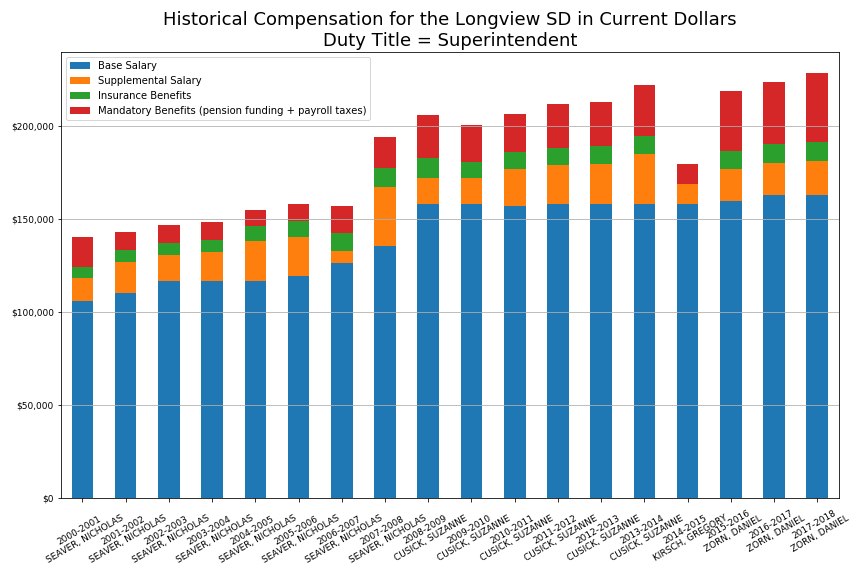 Historical Compensation for the Longview SD in Current Dollars
Duty Title = Superintendent
Base Salary
Supplemental Salary
Insurance Benefits
Mandatory Benefits (pension funding + payroll taxes)
$200,000
$150,000
$100,000
$50,000
$0
2000-2001
SEAVER, NICHOLAS
2001-2002
SEAVER, NICHOLAS
2002-2003
SEAVER, NICHOLAS
2003-2004
SEAVER, NICHOLAS
2004-2005
SEAVER, NICHOLAS
2005-2006
SEAVER, NICHOLAS
2006-2007
SEAVER, NICHOLAS
2007-2008
SEAVER, NICHOLAS
2008-2009
CUSICK, SUZANNE
2009-2010
CUSICK, SUZANNE
2010-2011
CUSICK, SUZANNE
2011-2012
CUSICK, SUZANNE
2012-2013
CUSICK, SUZANNE
2013-2014
CUSICK, SUZANNE
2014-2015
KIRSCH, GREGORY
2015-2016
ZORN, DANIEL
2016-2017
ZORN, DANIEL
2017-2018
ZORN, DANIEL